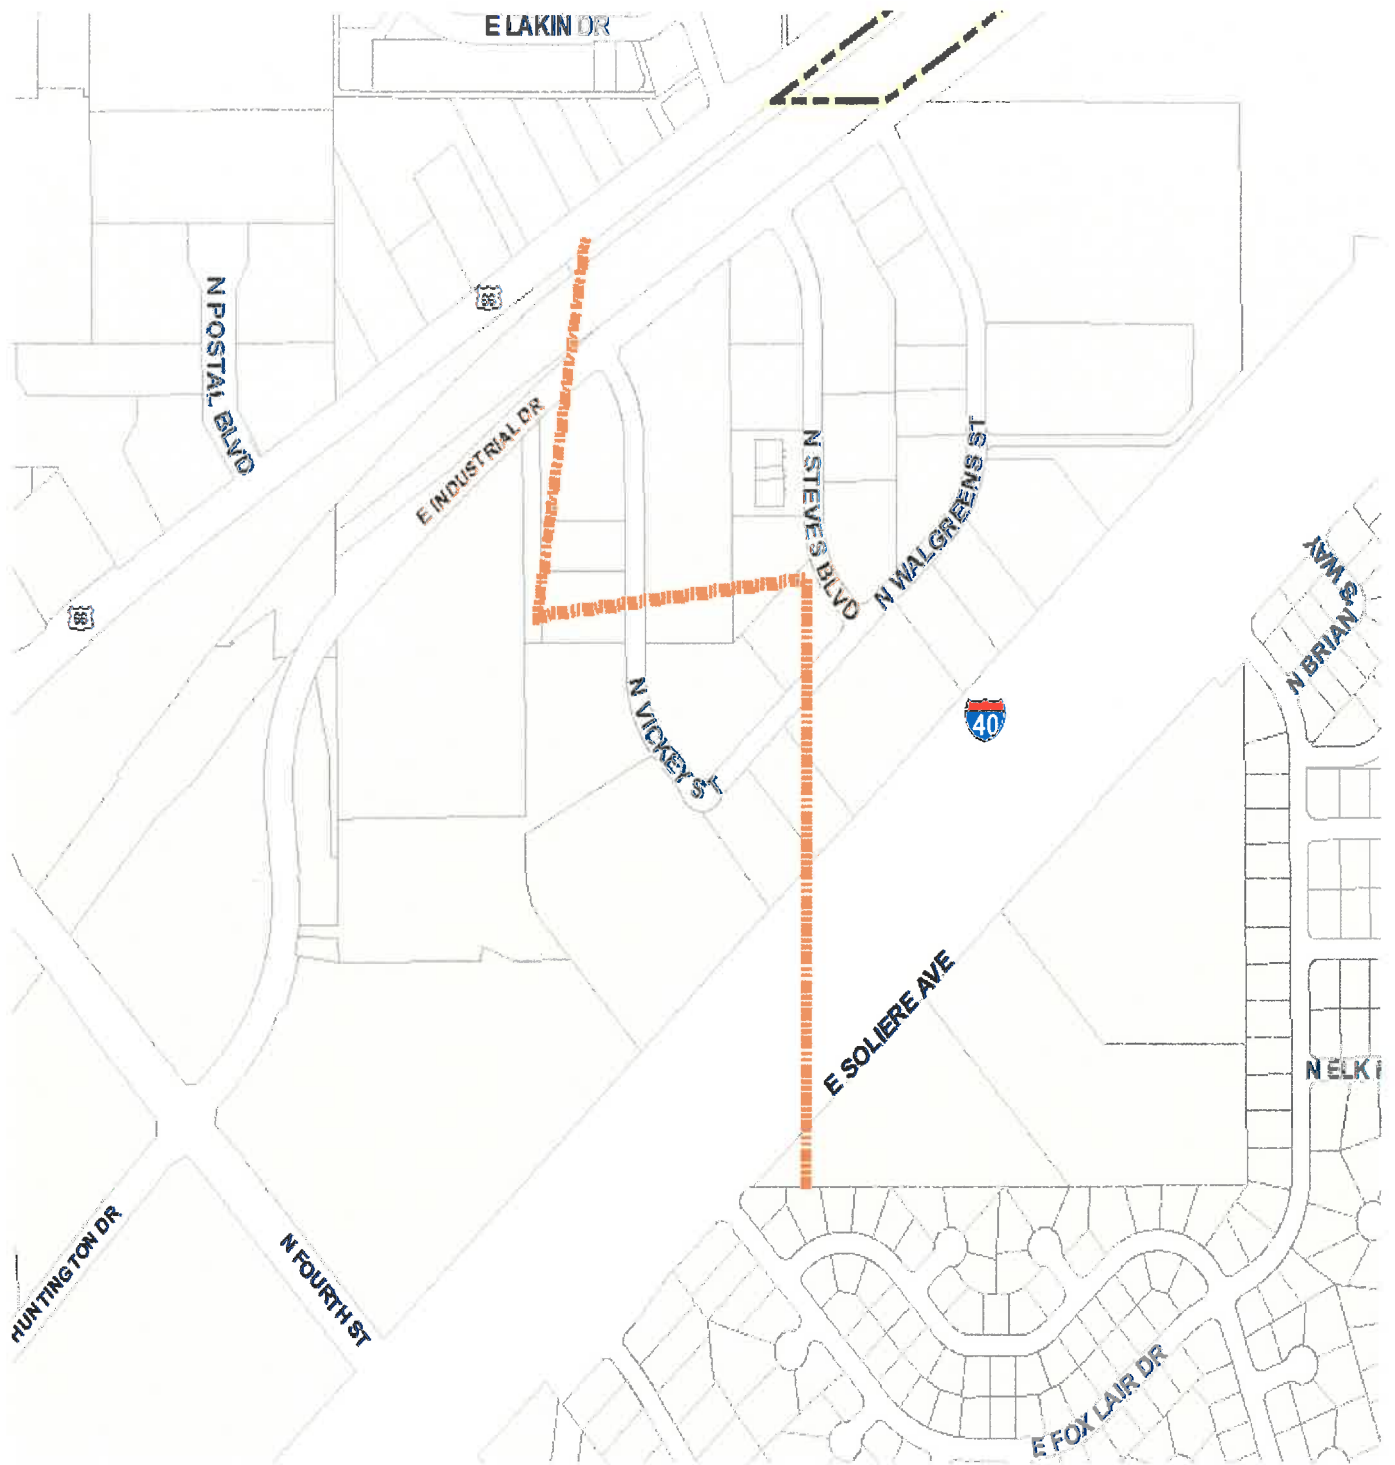 E LAKIN DR
N POSTAL BLVD
66
E INDUSTRIAL DR
N STEVES BLVD
N WALGREENS ST
N BRIAN'S WAY
66
N VICKEY ST
40
E SOLIERE AVE
N ELK
HUNTINGTON DR
N FOURTH ST
E FOX LAIR DR